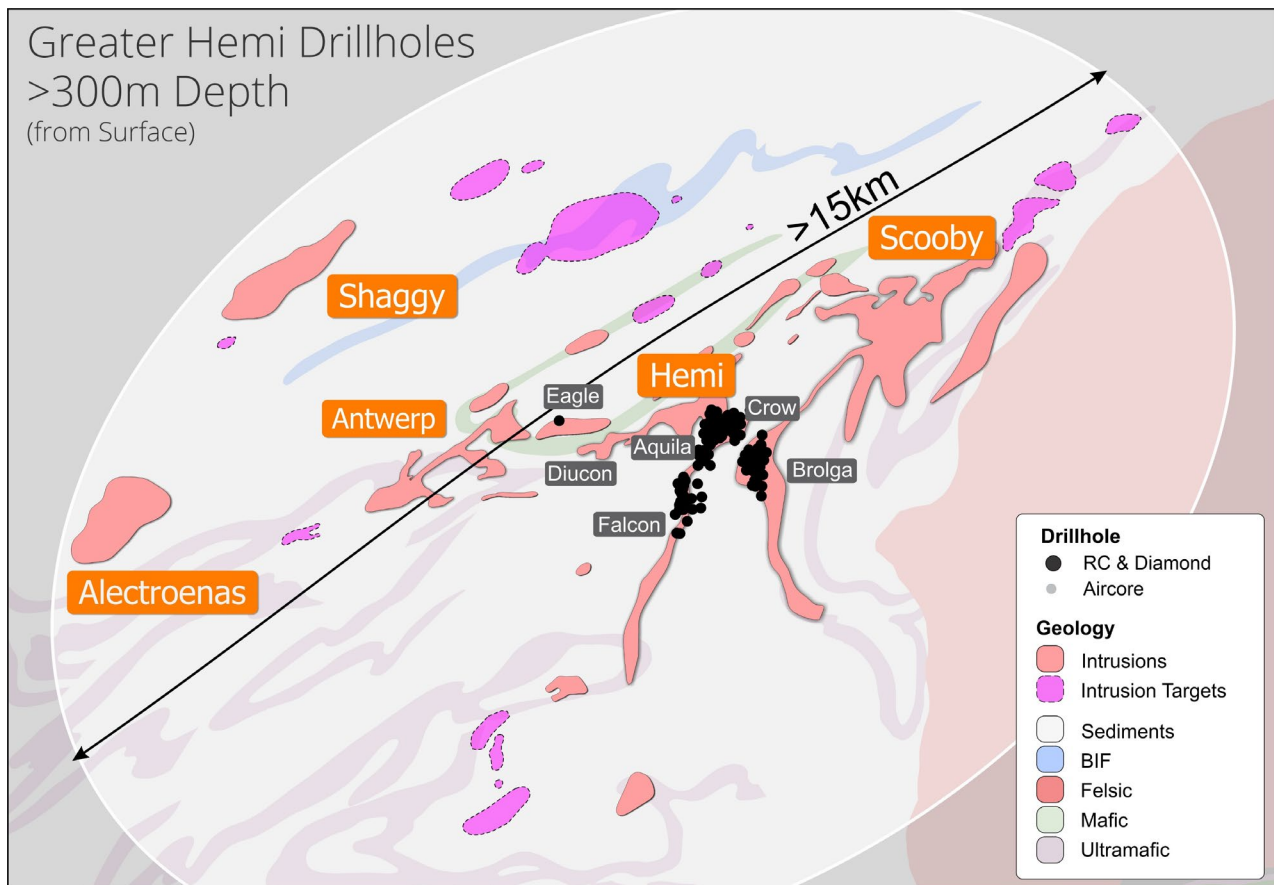 Greater Hemi Drillholes
>300m Depth
(from Surface)
>15km
Scooby
Shaggy
Hemi
Eagle
Crow
Antwerp
Aquila
Diucon
Brolga
Falcon
Alectroenas
Drillhole
RC & Diamond
Aircore
Geology
Intrusions
Intrusion Targets
Sediments
BIF
Felsic
Mafic
Ultramafic